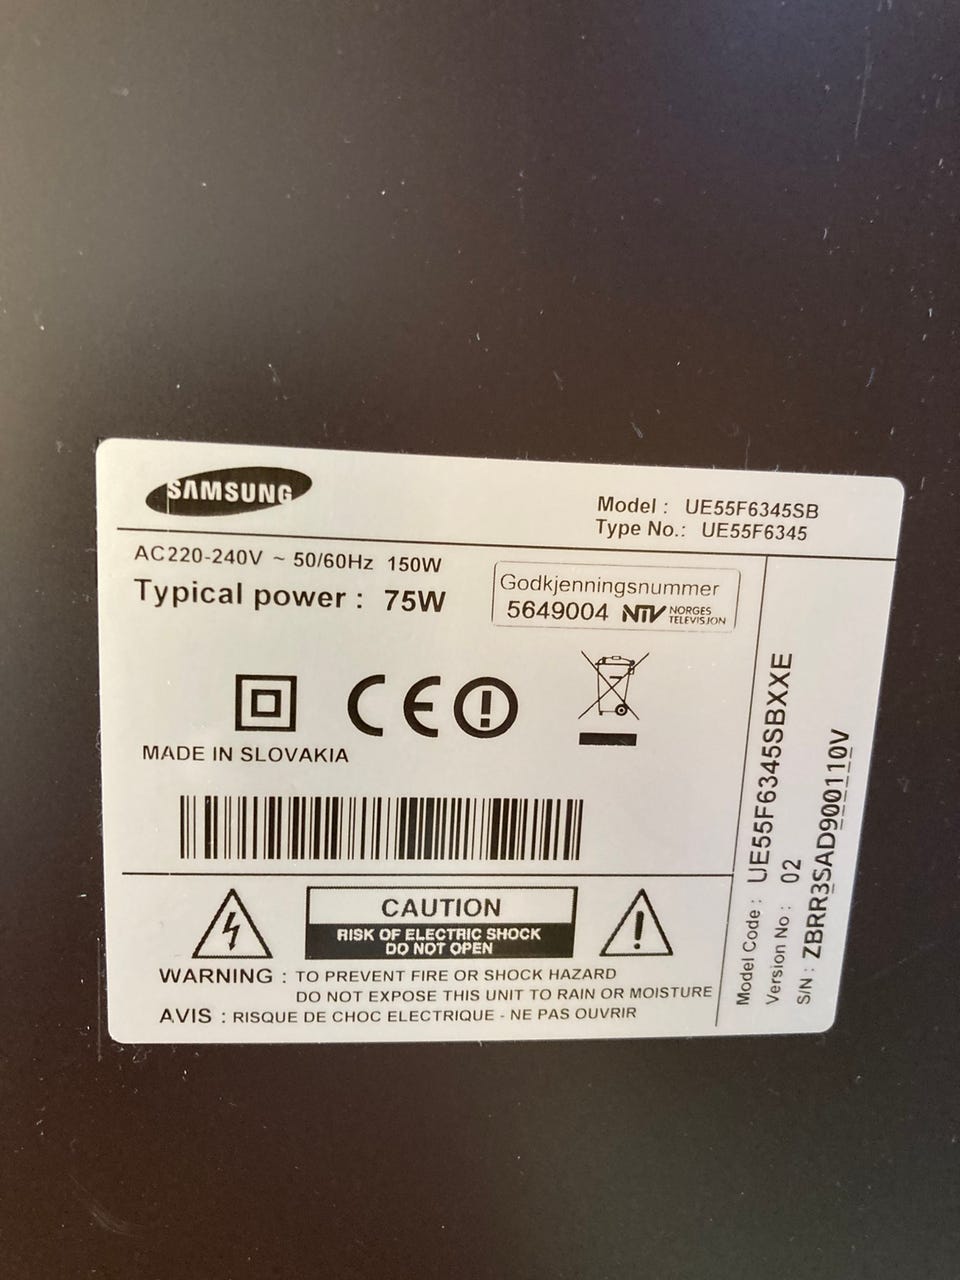 SAMSUNG
Model : UE55F6345SB
Type No.: UE55F6345
AC220-240V ~ 50/60Hz 150W
Typical power : 75W
Godkjenningsnummer
5649004 NTV NORGES
TELEVISJON
CE
MADE IN SLOVAKIA
CAUTION
RISK OF ELECTRIC SHOCK
DO NOT OPEN
WARNING : TO PREVENT FIRE OR SHOCK HAZARD
DO NOT EXPOSE THIS UNIT TO RAIN OR MOISTURE
AVIS : RISQUE DE CHOC ELECTRIQUE - NE PAS OUVRIR
Model Code : UE55F6345SBXXE
Version No : 02
S/N : ZBRR3SAD900110V